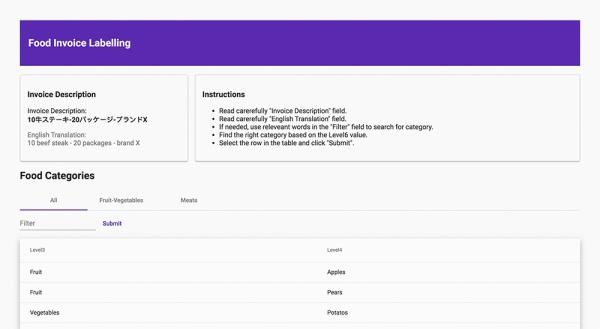 Food Invoice Labelling
Invoice Description
Invoice Description:
10牛ステーキ-20パッケージ-ブランドX
English Translation:
10 beef steak - 20 packages - brand X
Instructions
• Read carerefully "Invoice Description" field.
• Read carerefully "English Translation" field.
• If needed, use releveant words in the "Filter" field to search for category.
• Find the right category based on the Level6 value.
• Select the row in the table and click "Submit".
Food Categories
All Fruit-Vegetables Meats
Filter Submit
Level3 Level4
Fruit Apples
Fruit Pears
Vegetables Potatos